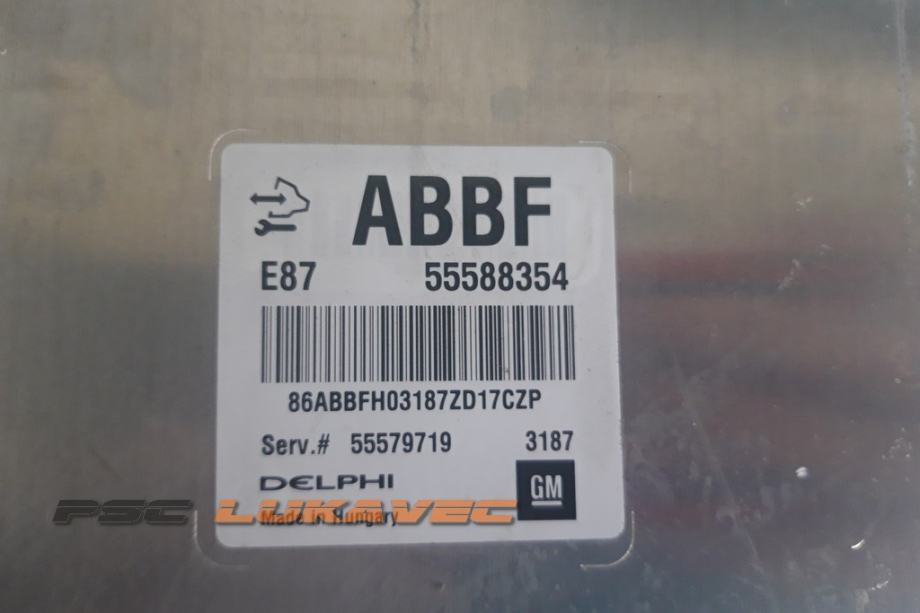 ABBF
E87 55588354
86ABBFH03187ZD17CZP
Serv.# 55579719 3187
DELPHI
GM
PSC LUKAVEC
Made in Hungary